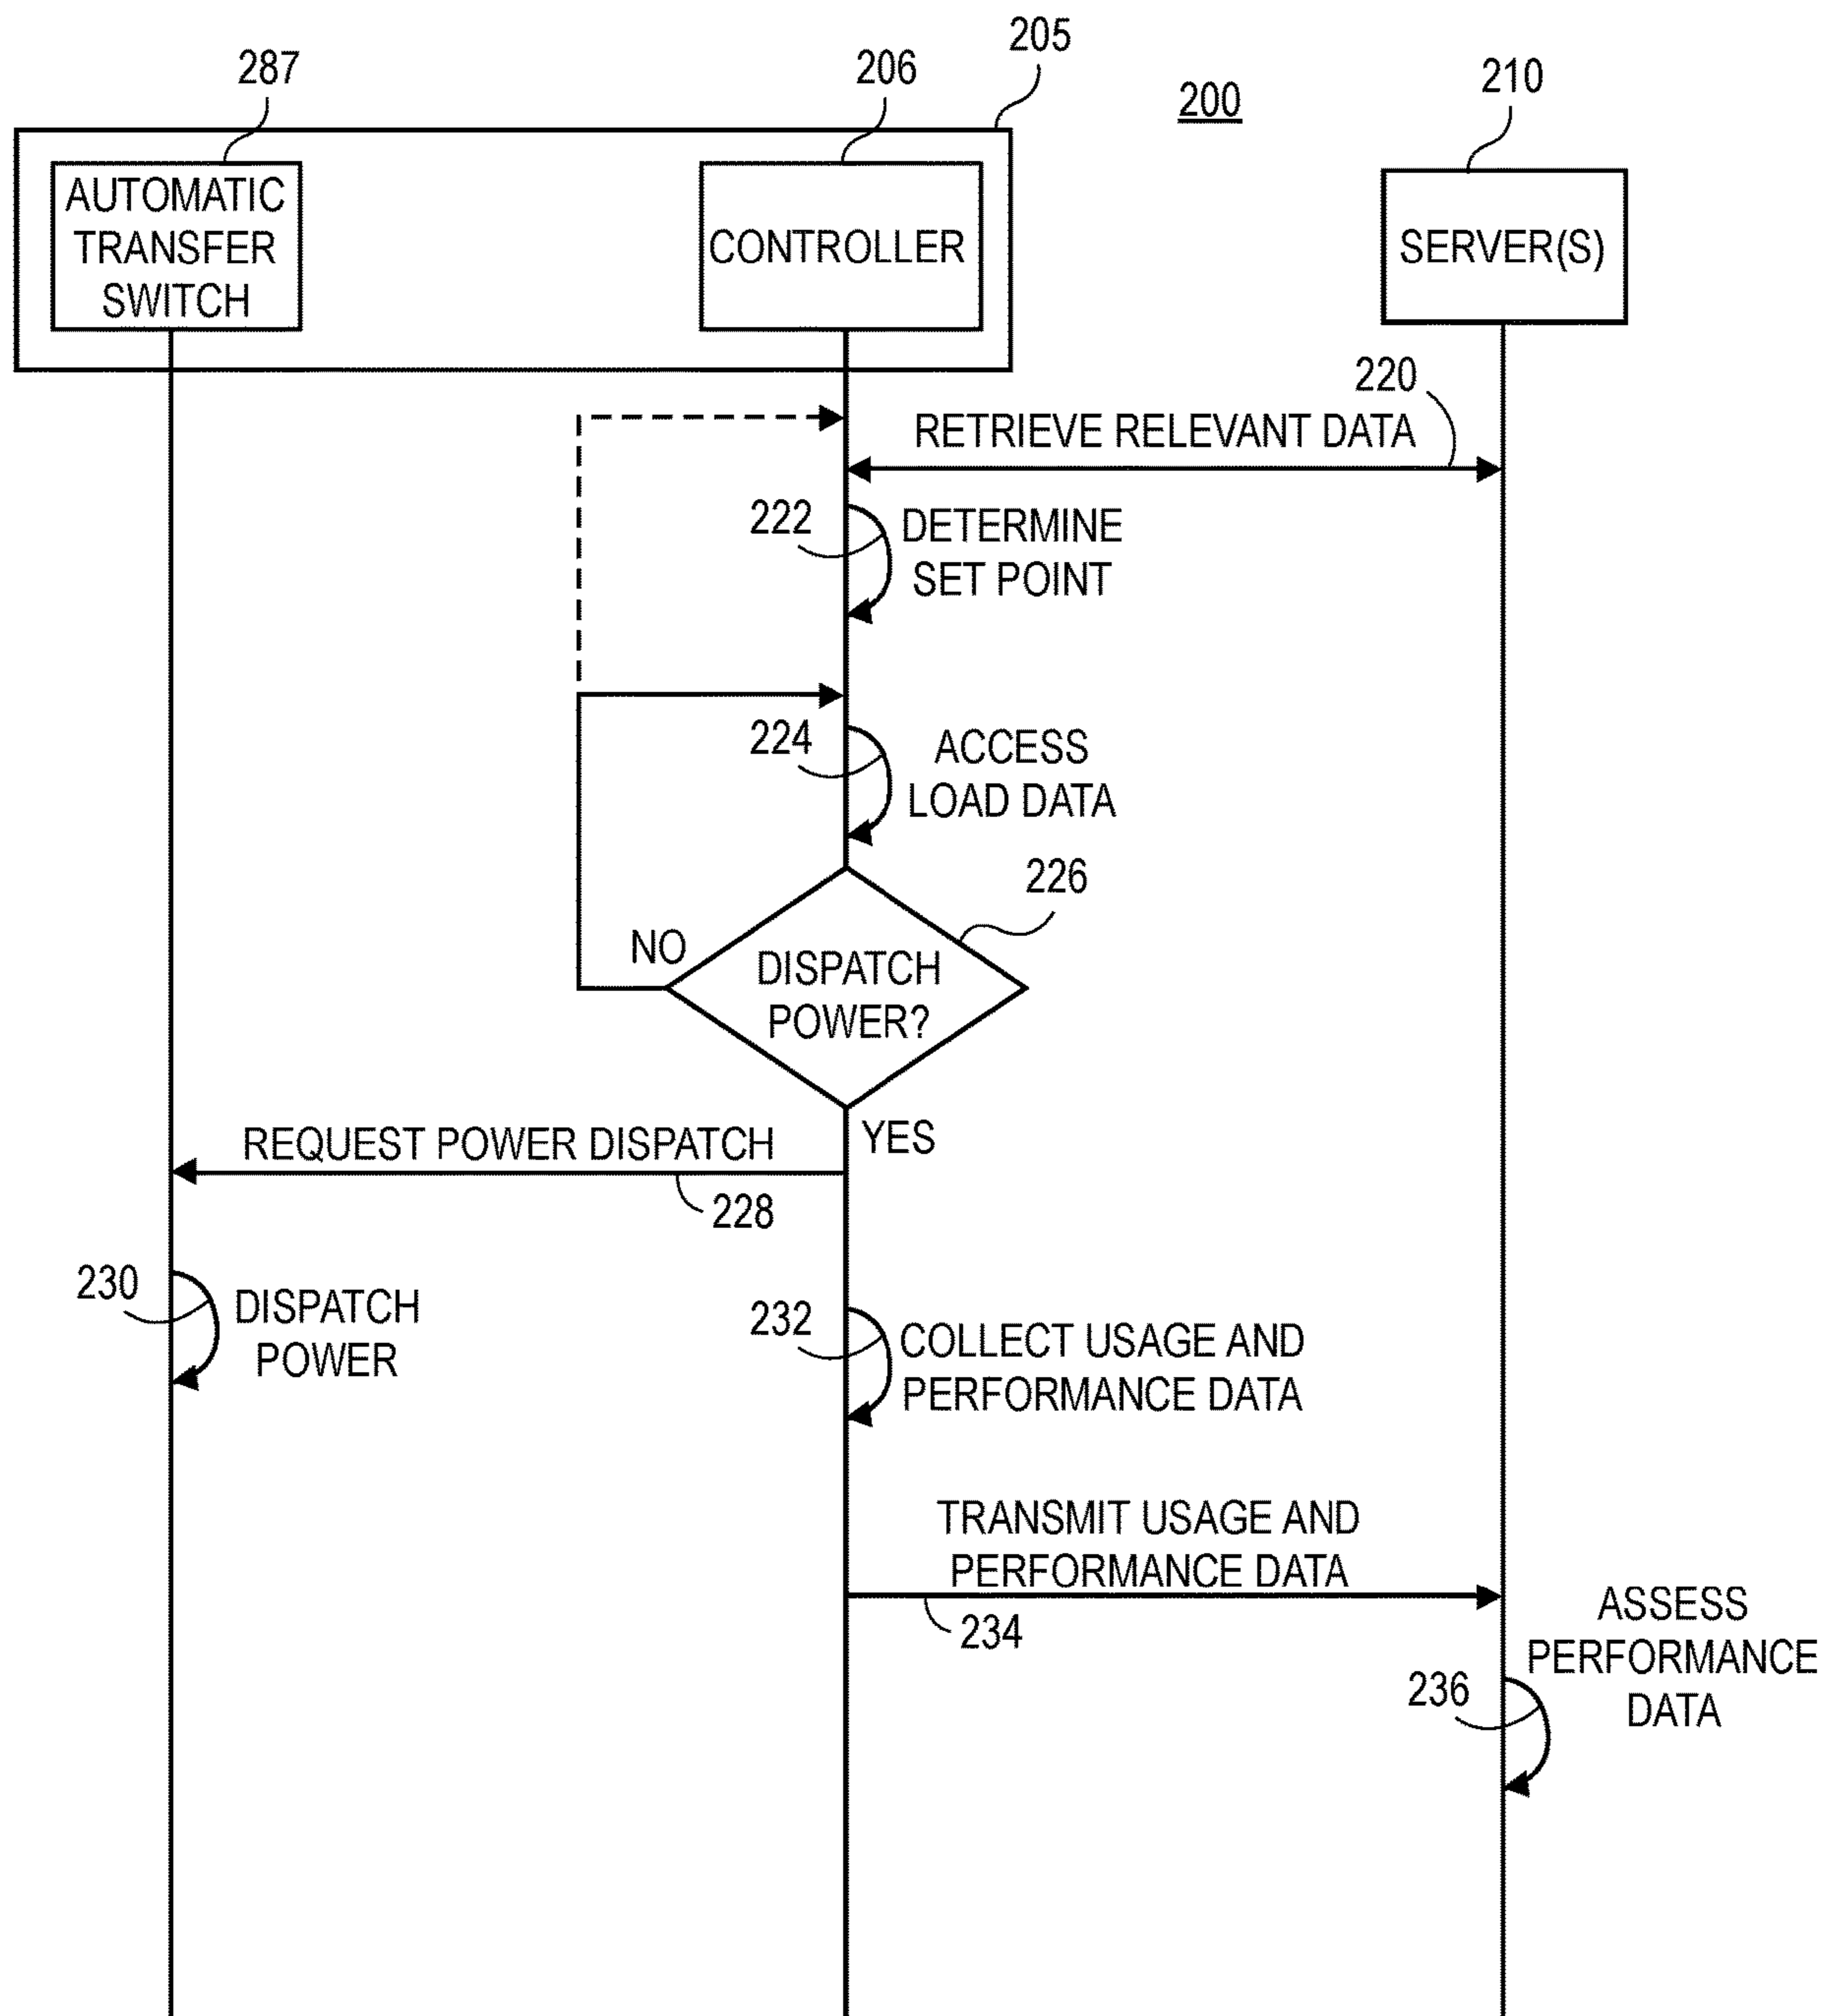 205
287
206
200
210
AUTOMATIC
TRANSFER
SWITCH
CONTROLLER
SERVER(S)
220
RETRIEVE RELEVANT DATA
222
DETERMINE
SET POINT
224
ACCESS
LOAD DATA
226
NO
DISPATCH
POWER?
YES
REQUEST POWER DISPATCH
228
230
DISPATCH
POWER
232
COLLECT USAGE AND
PERFORMANCE DATA
TRANSMIT USAGE AND
PERFORMANCE DATA
234
ASSESS
PERFORMANCE
DATA
236